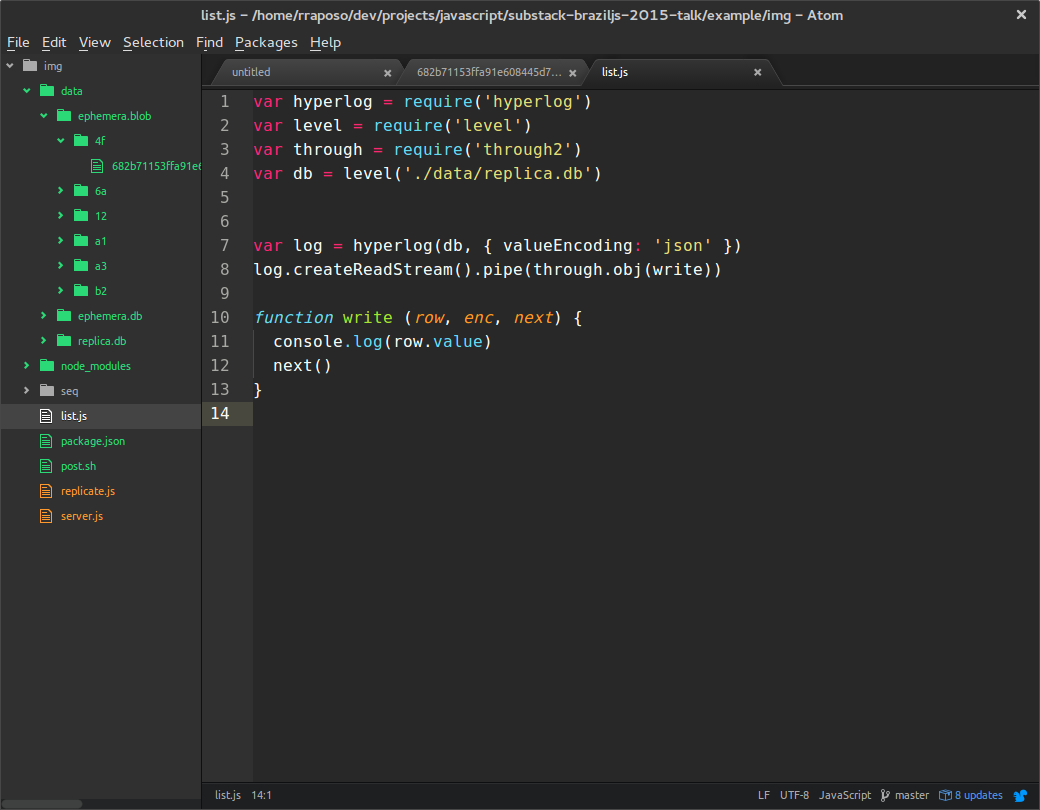 list.js – /home/rraposo/dev/projects/javascript/substack-braziljs-2015-talk/example/img – Atom
File Edit View Selection Find Packages Help
img
data
ephemera.blob
4f
682b71153ffa91e6
6a
12
a1
a3
b2
ephemera.db
replica.db
node_modules
seq
list.js
package.json
post.sh
replicate.js
server.js
untitled
682b71153ffa91e608445d7...
list.js
1 var hyperlog = require('hyperlog')
2 var level = require('level')
3 var through = require('through2')
4 var db = level('./data/replica.db')
5
6
7 var log = hyperlog(db, { valueEncoding: 'json' })
8 log.createReadStream().pipe(through.obj(write))
9
10 function write (row, enc, next) {
11   console.log(row.value)
12   next()
13 }
14
list.js 14:1
LF UTF-8 JavaScript master 8 updates